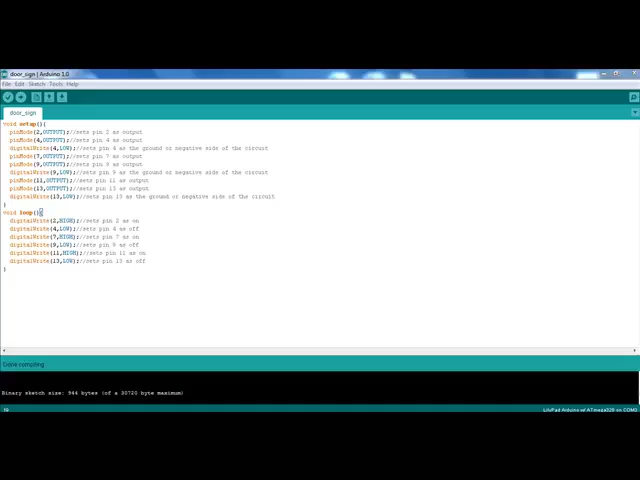 door_sign | Arduino 1.0
File Edit Sketch Tools Help
door_sign
void setup(){
pinMode(2,OUTPUT);//sets pin 2 as output
pinMode(4,OUTPUT);//sets pin 4 as output
digitalWrite(4,LOW);//sets pin 4 as the ground or negative side of the circuit
pinMode(7,OUTPUT);//sets pin 7 as output
pinMode(9,OUTPUT);//sets pin 9 as output
digitalWrite(9,LOW);//sets pin 9 as the ground or negative side of the circuit
pinMode(11,OUTPUT);//sets pin 11 as output
pinMode(13,OUTPUT);//sets pin 13 as output
digitalWrite(13,LOW);//sets pin 13 as the ground or negative side of the circuit
}
void loop(){
digitalWrite(2,HIGH);//sets pin 2 as on
digitalWrite(4,LOW);//sets pin 4 as off
digitalWrite(7,HIGH);//sets pin 7 as on
digitalWrite(9,LOW);//sets pin 9 as off
digitalWrite(11,HIGH);//sets pin 11 as on
digitalWrite(13,LOW);//sets pin 13 as off
}
Done compiling
Binary sketch size: 944 bytes (of a 30720 byte maximum)
19
LilyPad Arduino w/ ATmega328 on COM3